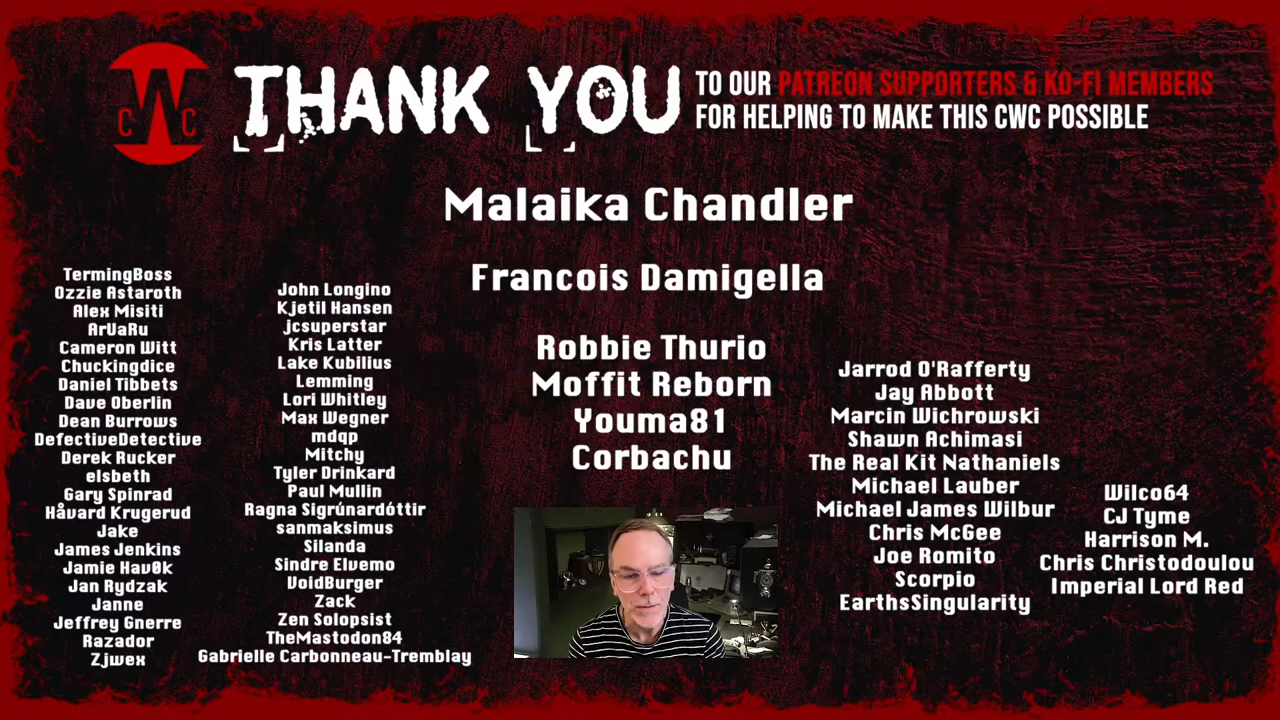 CWC
THANK YOU
TO OUR PATREON SUPPORTERS & KO-FI MEMBERS
FOR HELPING TO MAKE THIS CWC POSSIBLE
Malaika Chandler
Francois Damigella
Robbie Thurio
Moffit Reborn
Youma81
Corbachu
TermingBoss
Ozzie Astaroth
Alex Misiti
ArVaRu
Cameron Witt
Chuckingdice
Daniel Tibbets
Dave Oberlin
Dean Burrows
DefectiveDetective
Derek Rucker
elsbeth
Gary Spinrad
Håvard Krugerud
Jake
James Jenkins
Jamie Hav0k
Jan Rydzak
Janne
Jeffrey Gnerre
Razador
Zjwex
John Longino
Kjetil Hansen
jcsuperstar
Kris Latter
Lake Kubilius
Lemming
Lori Whitley
Max Wegner
mdqp
Mitchy
Tyler Drinkard
Paul Mullin
Ragna Sigrúnardóttir
sanmaksimus
Silanda
Sindre Elvemo
VoidBurger
Zack
Zen Solopsist
TheMastodon84
Gabrielle Carbonneau-Tremblay
Jarrod O'Rafferty
Jay Abbott
Marcin Wichrowski
Shawn Achimasi
The Real Kit Nathaniels
Michael Lauber
Michael James Wilbur
Chris McGee
Joe Romito
Scorpio
EarthsSingularity
Wilco64
CJ Tyme
Harrison M.
Chris Christodoulou
Imperial Lord Red